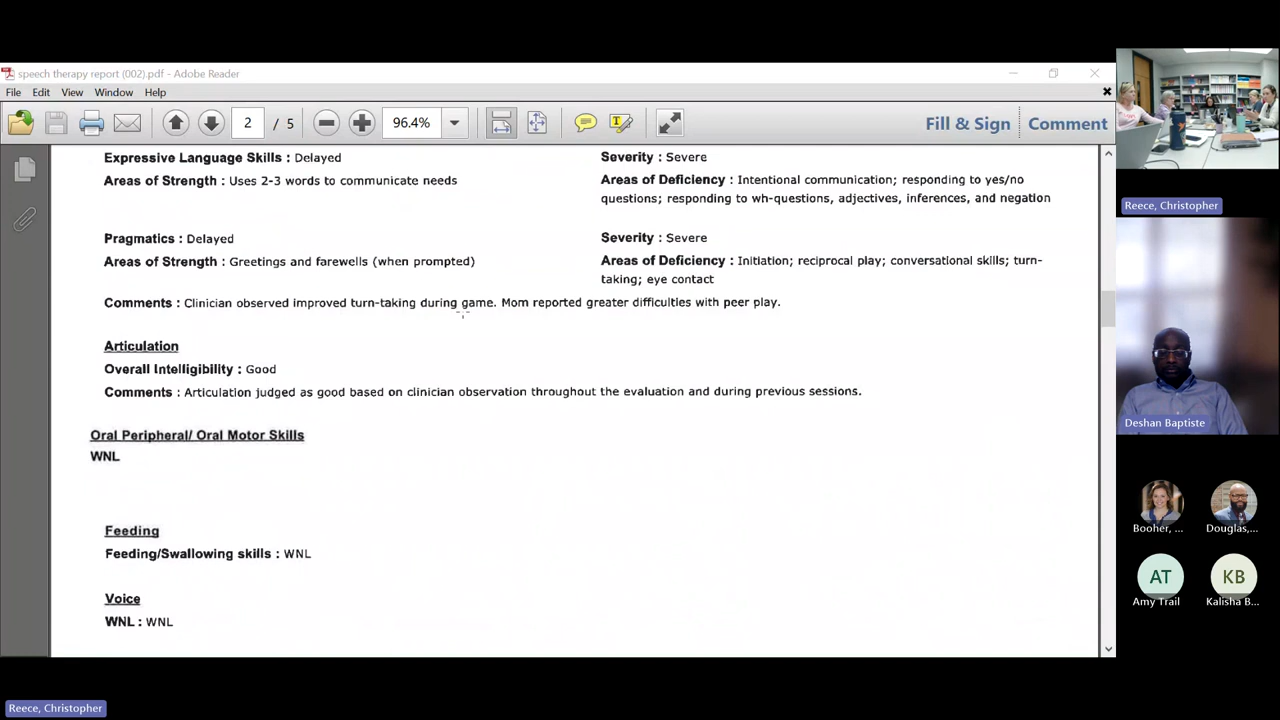 speech therapy report (002).pdf - Adobe Reader
File Edit View Window Help
2 / 5 96.4% Fill & Sign Comment
Expressive Language Skills : Delayed
Severity : Severe
Areas of Strength : Uses 2-3 words to communicate needs
Areas of Deficiency : Intentional communication; responding to yes/no
questions; responding to wh-questions, adjectives, inferences, and negation
Pragmatics : Delayed
Severity : Severe
Areas of Strength : Greetings and farewells (when prompted)
Areas of Deficiency : Initiation; reciprocal play; conversational skills; turn-
taking; eye contact
Comments : Clinician observed improved turn-taking during game. Mom reported greater difficulties with peer play.
Articulation
Overall Intelligibility : Good
Comments : Articulation judged as good based on clinician observation throughout the evaluation and during previous sessions.
Oral Peripheral/ Oral Motor Skills
WNL
Feeding
Feeding/Swallowing skills : WNL
Voice
WNL : WNL
Reece, Christopher
Deshan Baptiste
Booher, ...
Douglas,...
AT
KB
Amy Trail
Kalisha B...
Reece, Christopher